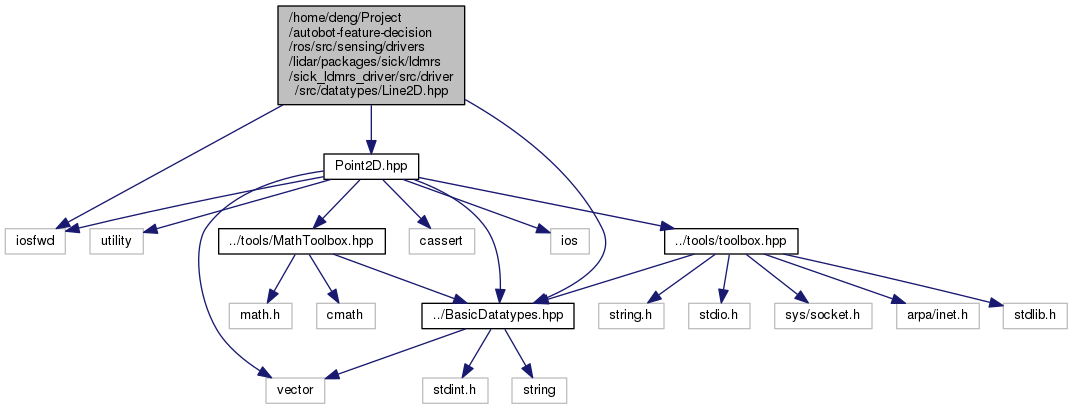 /home/deng/Project
/autobot-feature-decision
/ros/src/sensing/drivers
/lidar/packages/sick/ldmrs
/sick_ldmrs_driver/src/driver
/src/datatypes/Line2D.hpp
Point2D.hpp
iosfwd
utility
../tools/MathToolbox.hpp
cassert
ios
../tools/toolbox.hpp
math.h
cmath
../BasicDatatypes.hpp
string.h
stdio.h
sys/socket.h
arpa/inet.h
stdlib.h
vector
stdint.h
string